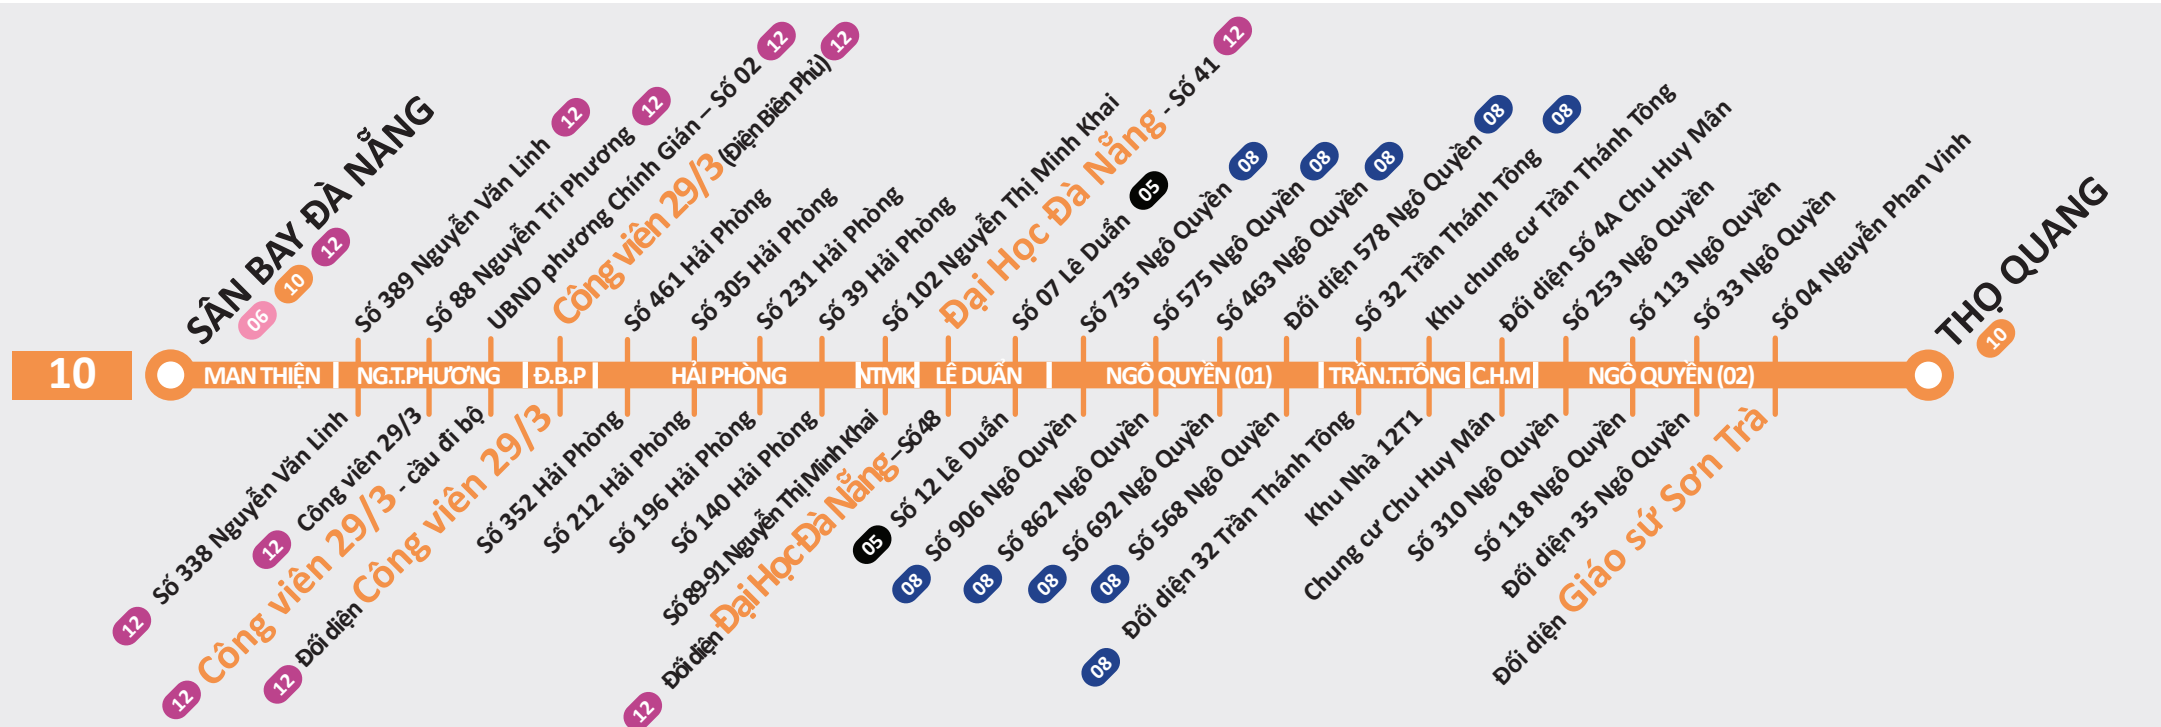 10
SÂN BAY ĐÀ NẴNG
06 10 12
Số 389 Nguyễn Văn Linh 12
Số 88 Nguyễn Tri Phương 12
UBND phương Chính Gián – Số 02 12
Công viên 29/3 (Điện Biên Phủ) 12
Số 461 Hải Phòng
Số 305 Hải Phòng
Số 231 Hải Phòng
Số 39 Hải Phòng
Số 102 Nguyễn Thị Minh Khai
Đại Học Đà Nẵng - Số 41 12
Số 07 Lê Duẩn 05
Số 735 Ngô Quyền 08
Số 575 Ngô Quyền 08
Số 463 Ngô Quyền 08
Đối diện 578 Ngô Quyền 08
Số 32 Trần Thánh Tông 08
Khu chung cư Trần Thánh Tông
Đối diện Số 4A Chu Huy Mân
Số 253 Ngô Quyền
Số 113 Ngô Quyền
Số 33 Ngô Quyền
Số 04 Nguyễn Phan Vinh
THỌ QUANG
10
MAN THIỆN
NG.T.PHƯƠNG
Đ.B.P
HẢI PHÒNG
NTMK
LÊ DUẨN
NGÔ QUYỀN (01)
TRẦN.T.TÔNG
C.H.M
NGÔ QUYỀN (02)
12 Số 338 Nguyễn Văn Linh
12 Công viên 29/3
12 Công viên 29/3 - cầu đi bộ
12 Đối diện Công viên 29/3
Số 352 Hải Phòng
Số 212 Hải Phòng
Số 196 Hải Phòng
Số 140 Hải Phòng
Số 89-91 Nguyễn Thị Minh Khai
12 Đối diện Đại Học Đà Nẵng – Số 48
05 Số 12 Lê Duẩn
08 Số 906 Ngô Quyền
08 Số 862 Ngô Quyền
08 Số 692 Ngô Quyền
08 Số 568 Ngô Quyền
08 Đối diện 32 Trần Thánh Tông
Khu Nhà 12T1
Chung cư Chu Huy Mân
Số 310 Ngô Quyền
Số 118 Ngô Quyền
Đối diện 35 Ngô Quyền
Đối diện Giáo sứ Sơn Trà